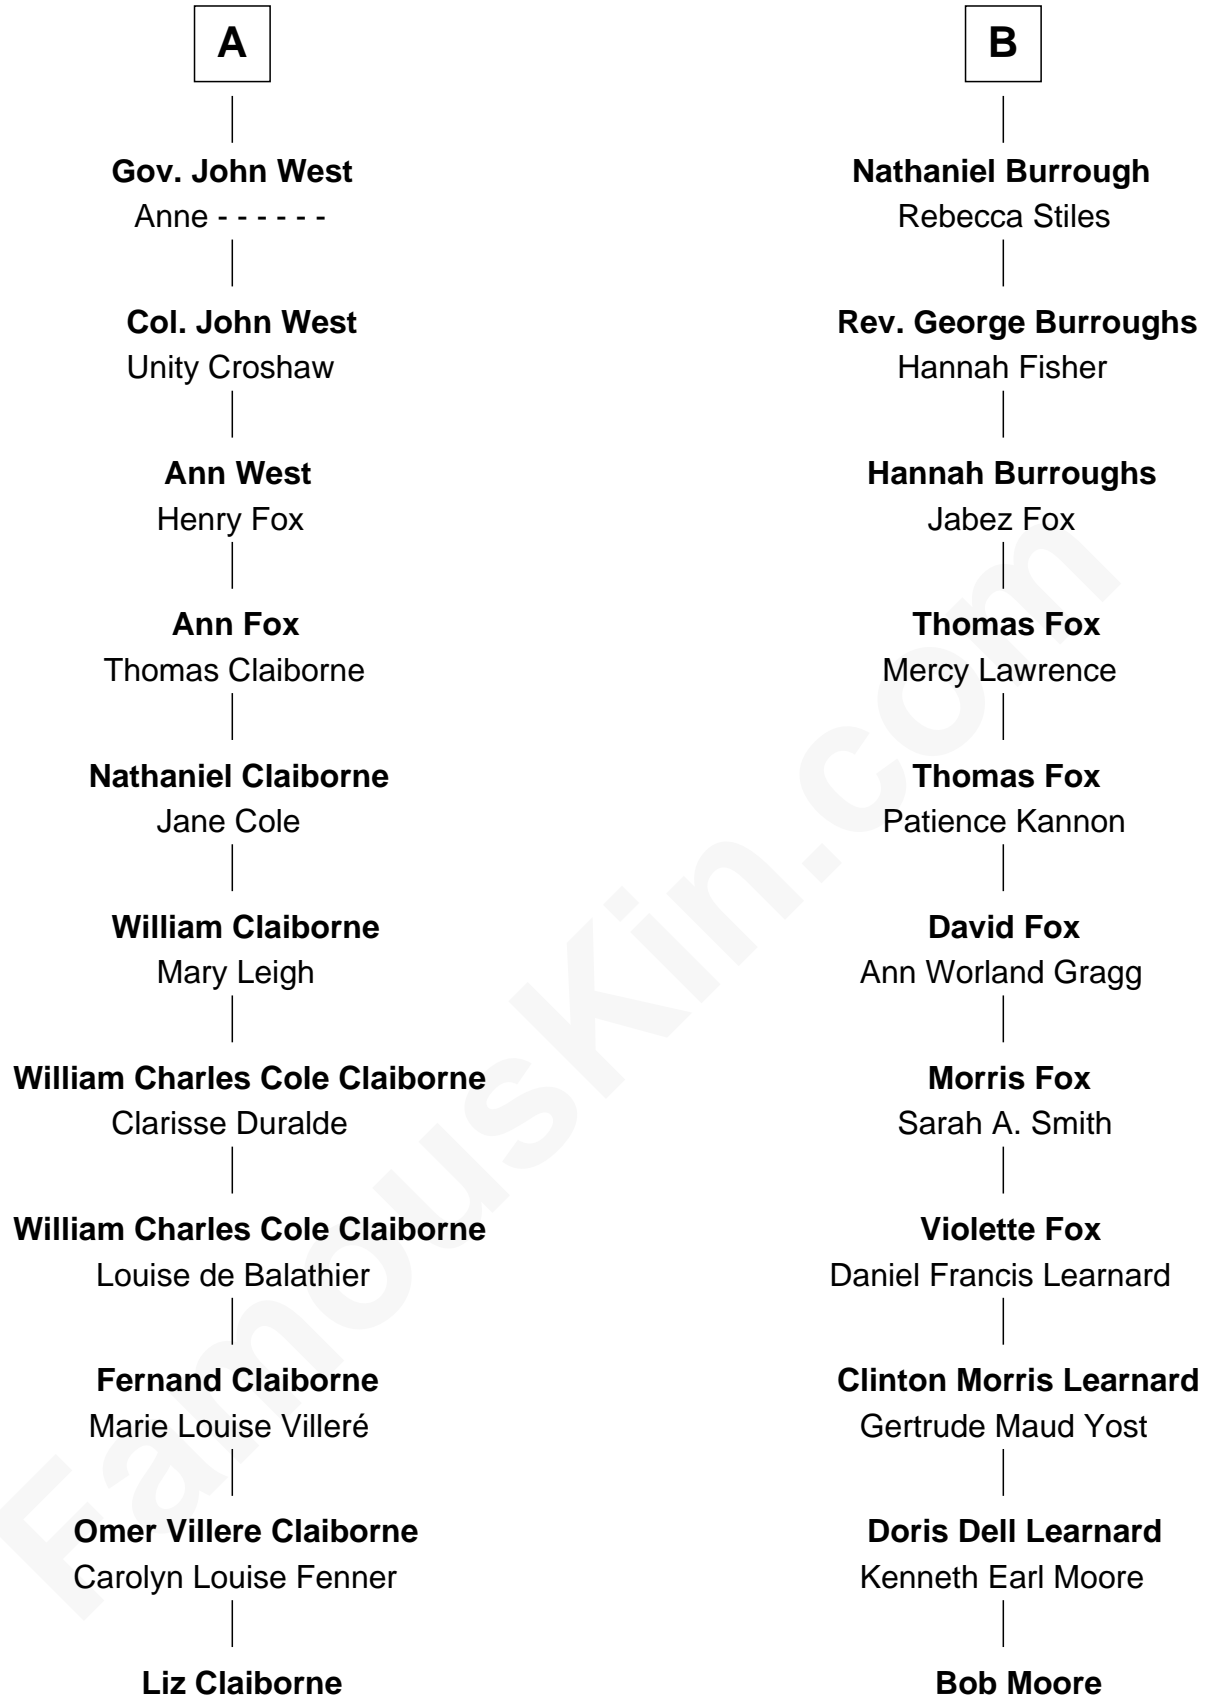 A
Gov. John West
Anne - - - - - -
Col. John West
Unity Croshaw
Ann West
Henry Fox
Ann Fox
Thomas Claiborne
Nathaniel Claiborne
Jane Cole
William Claiborne
Mary Leigh
William Charles Cole Claiborne
Clarisse Duralde
William Charles Cole Claiborne
Louise de Balathier
Fernand Claiborne
Marie Louise Villeré
Omer Villere Claiborne
Carolyn Louise Fenner
Liz Claiborne
B
Nathaniel Burrough
Rebecca Stiles
Rev. George Burroughs
Hannah Fisher
Hannah Burroughs
Jabez Fox
Thomas Fox
Mercy Lawrence
Thomas Fox
Patience Kannon
David Fox
Ann Worland Gragg
Morris Fox
Sarah A. Smith
Violette Fox
Daniel Francis Learnard
Clinton Morris Learnard
Gertrude Maud Yost
Doris Dell Learnard
Kenneth Earl Moore
Bob Moore
FamousKin.com